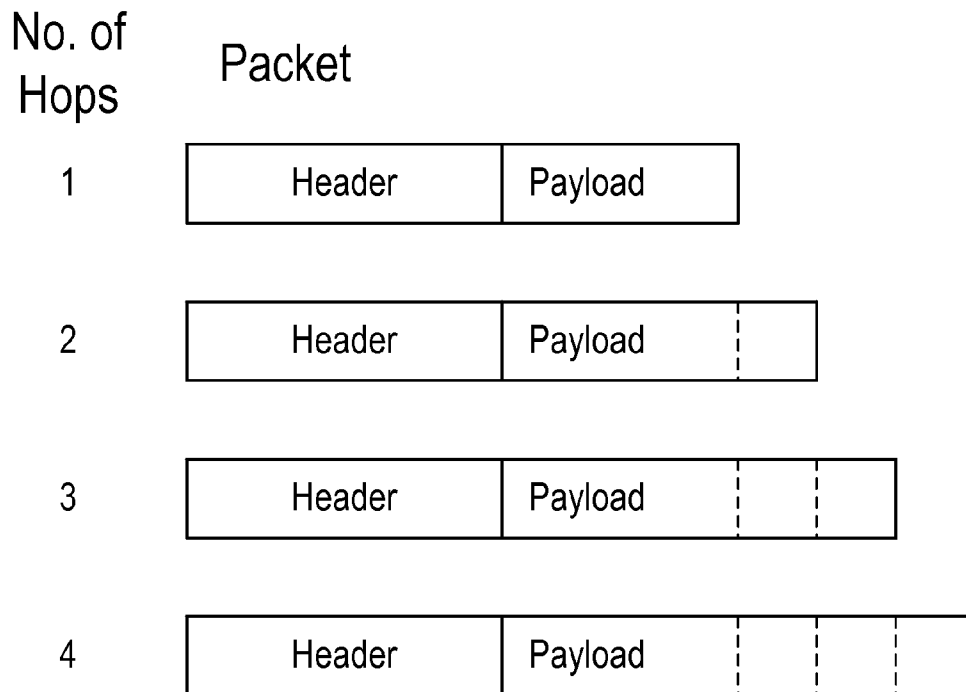 No. of
Hops
Packet
1 Header Payload
2 Header Payload
3 Header Payload
4 Header Payload